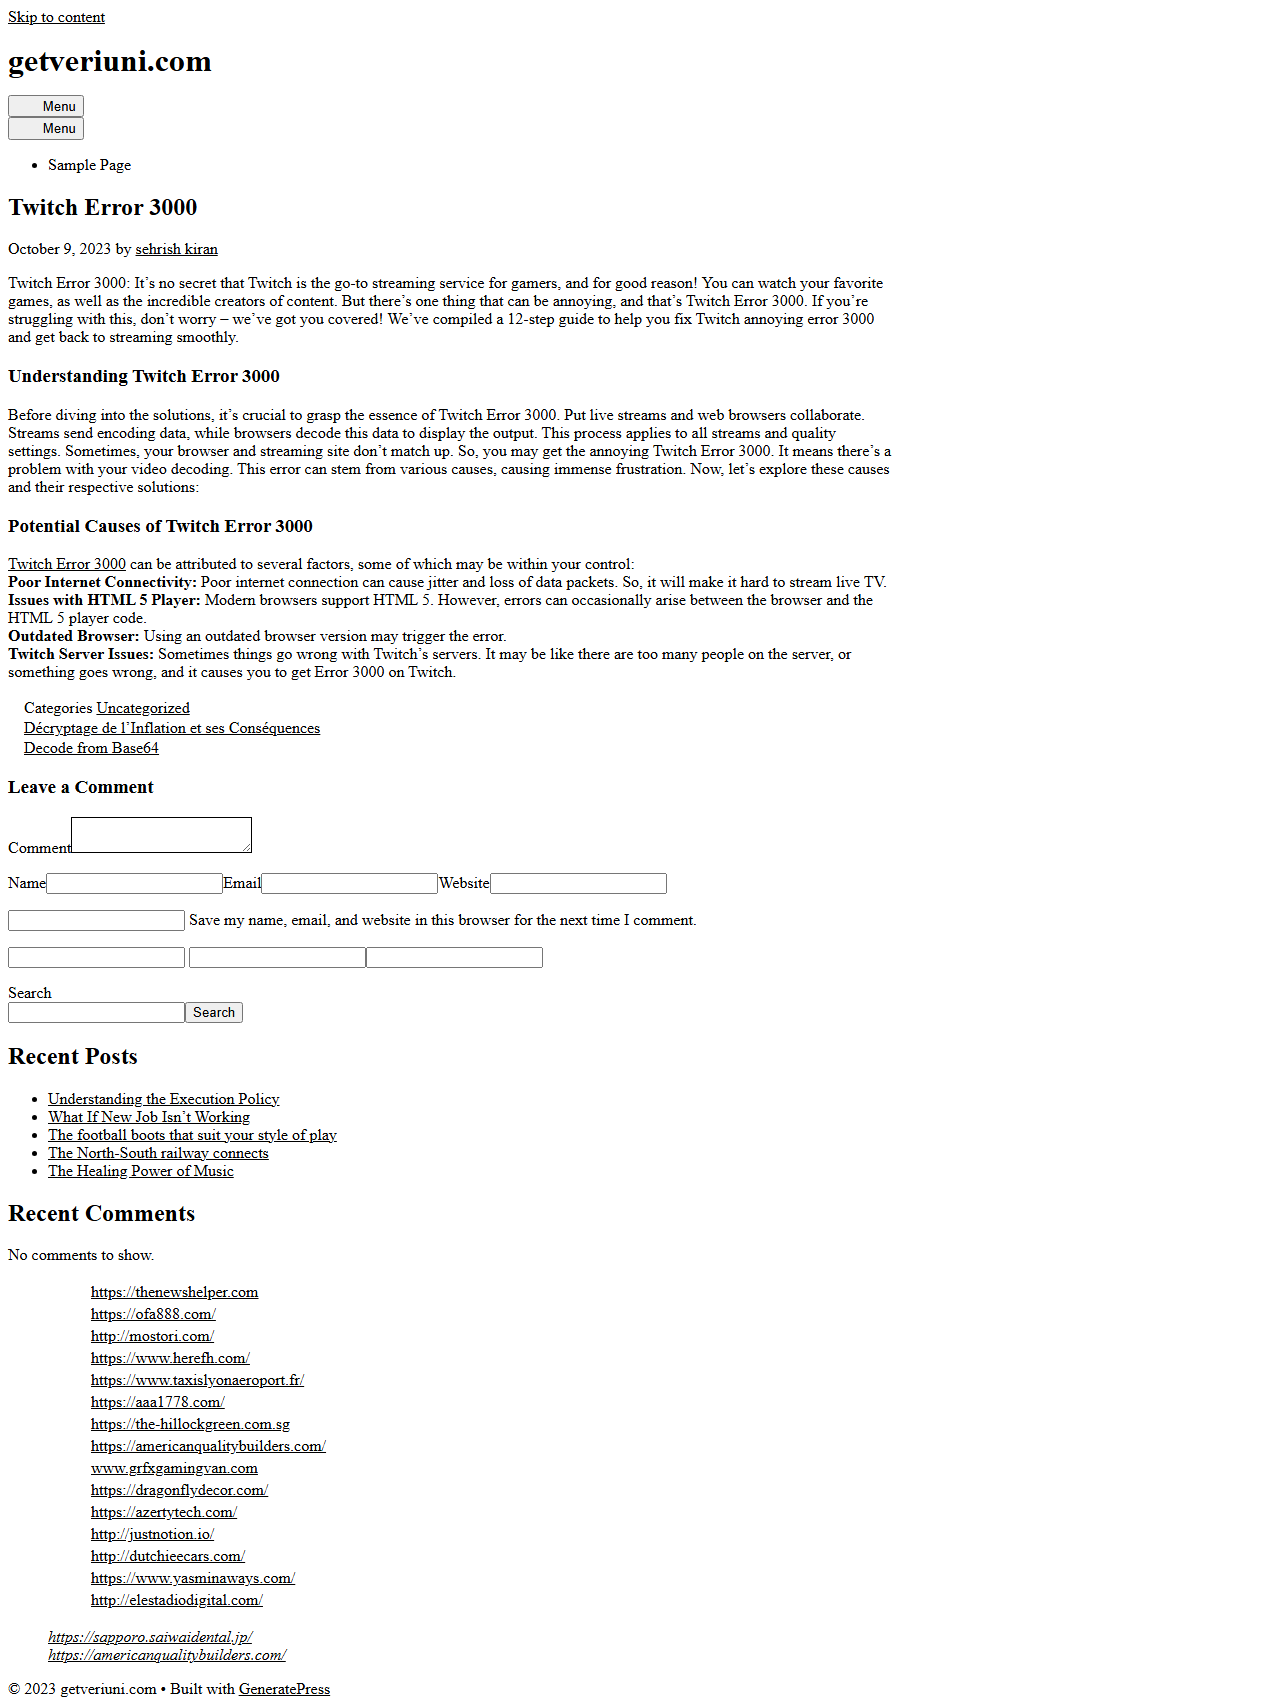 Skip to content
getveriuni.com
Menu
Menu
Sample Page
Twitch Error 3000
October 9, 2023 by sehrish kiran
Twitch Error 3000: It’s no secret that Twitch is the go-to streaming service for gamers, and for good reason! You can watch your favorite
games, as well as the incredible creators of content. But there’s one thing that can be annoying, and that’s Twitch Error 3000. If you’re
struggling with this, don’t worry – we’ve got you covered! We’ve compiled a 12-step guide to help you fix Twitch annoying error 3000
and get back to streaming smoothly.
Understanding Twitch Error 3000
Before diving into the solutions, it’s crucial to grasp the essence of Twitch Error 3000. Put live streams and web browsers collaborate.
Streams send encoding data, while browsers decode this data to display the output. This process applies to all streams and quality
settings. Sometimes, your browser and streaming site don’t match up. So, you may get the annoying Twitch Error 3000. It means there’s a
problem with your video decoding. This error can stem from various causes, causing immense frustration. Now, let’s explore these causes
and their respective solutions:
Potential Causes of Twitch Error 3000
Twitch Error 3000 can be attributed to several factors, some of which may be within your control:
Poor Internet Connectivity: Poor internet connection can cause jitter and loss of data packets. So, it will make it hard to stream live TV.
Issues with HTML 5 Player: Modern browsers support HTML 5. However, errors can occasionally arise between the browser and the
HTML 5 player code.
Outdated Browser: Using an outdated browser version may trigger the error.
Twitch Server Issues: Sometimes things go wrong with Twitch’s servers. It may be like there are too many people on the server, or
something goes wrong, and it causes you to get Error 3000 on Twitch.
Categories Uncategorized
Décryptage de l’Inflation et ses Conséquences
Decode from Base64
Leave a Comment
Comment
Name Email Website
Save my name, email, and website in this browser for the next time I comment.
Search
Search
Recent Posts
Understanding the Execution Policy
What If New Job Isn’t Working
The football boots that suit your style of play
The North-South railway connects
The Healing Power of Music
Recent Comments
No comments to show.
https://thenewshelper.com
https://ofa888.com/
http://mostori.com/
https://www.herefh.com/
https://www.taxislyonaeroport.fr/
https://aaa1778.com/
https://the-hillockgreen.com.sg
https://americanqualitybuilders.com/
www.grfxgamingvan.com
https://dragonflydecor.com/
https://azertytech.com/
http://justnotion.io/
http://dutchieecars.com/
https://www.yasminaways.com/
http://elestadiodigital.com/
https://sapporo.saiwaidental.jp/
https://americanqualitybuilders.com/
© 2023 getveriuni.com • Built with GeneratePress